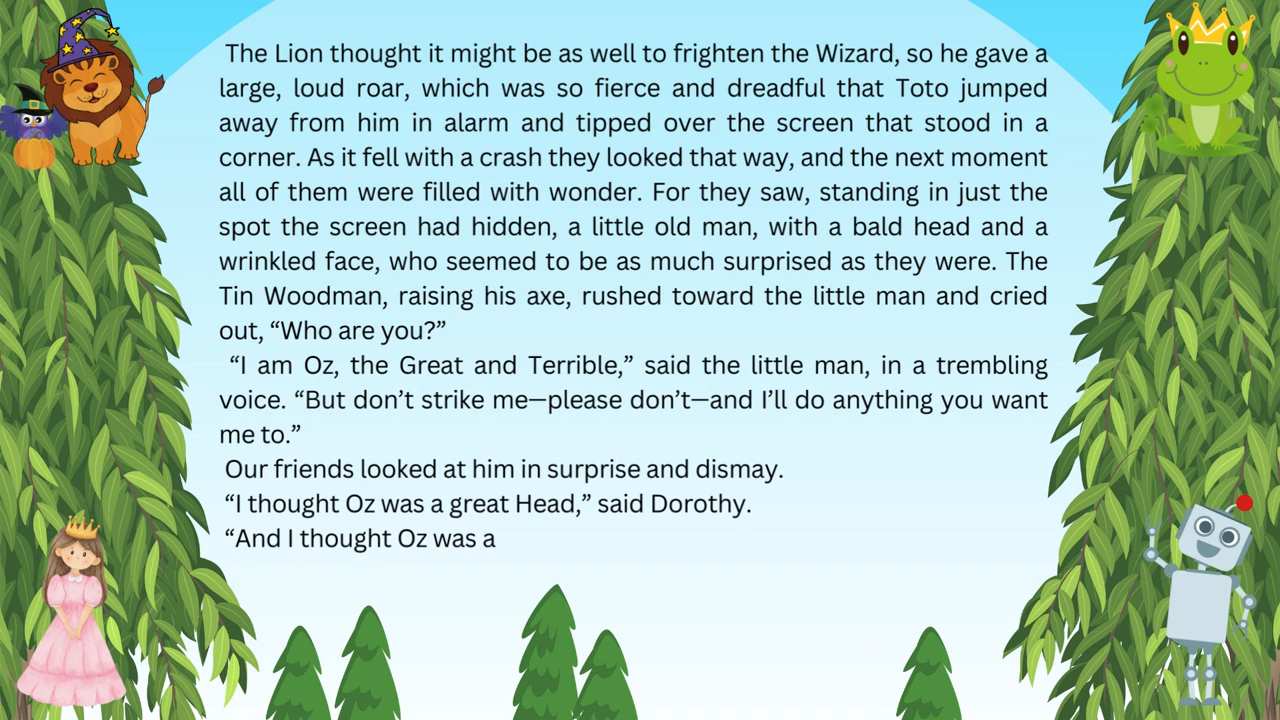 The Lion thought it might be as well to frighten the Wizard, so he gave a
large, loud roar, which was so fierce and dreadful that Toto jumped
away from him in alarm and tipped over the screen that stood in a
corner. As it fell with a crash they looked that way, and the next moment
all of them were filled with wonder. For they saw, standing in just the
spot the screen had hidden, a little old man, with a bald head and a
wrinkled face, who seemed to be as much surprised as they were. The
Tin Woodman, raising his axe, rushed toward the little man and cried
out, “Who are you?”
“I am Oz, the Great and Terrible,” said the little man, in a trembling
voice. “But don’t strike me—please don’t—and I’ll do anything you want
me to.”
Our friends looked at him in surprise and dismay.
“I thought Oz was a great Head,” said Dorothy.
“And I thought Oz was a